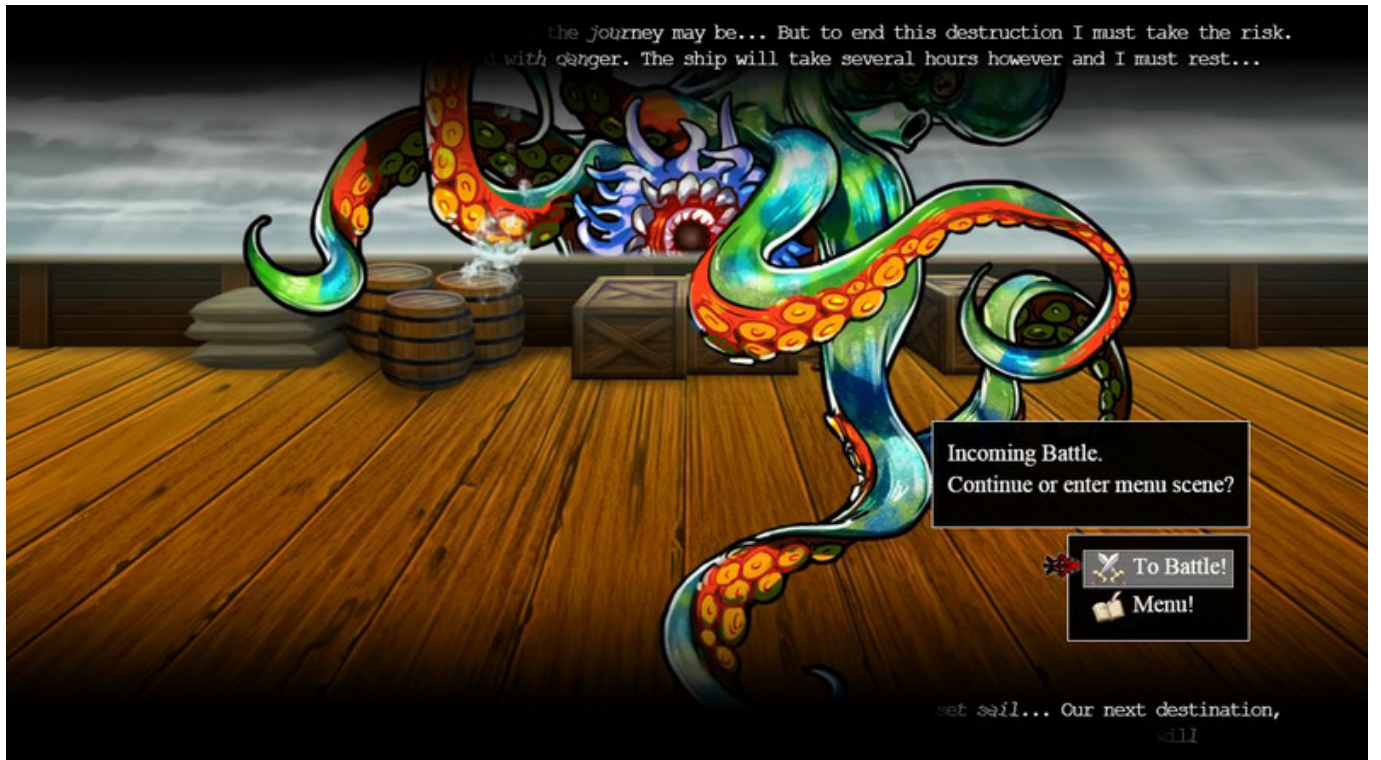 the journey may be... But to end this destruction I must take the risk.
with danger. The ship will take several hours however and I must rest...
Incoming Battle.
Continue or enter menu scene?
To Battle!
Menu!
set sail... Our next destination,
will